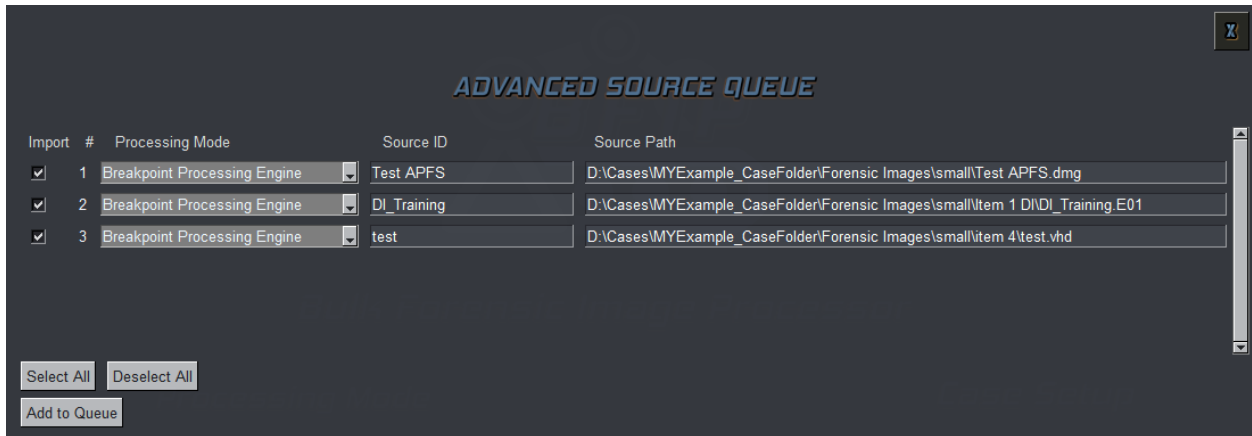 X
ADVANCED SOURCE QUEUE
Import # Processing Mode Source ID Source Path
1 Breakpoint Processing Engine Test APFS D:\Cases\MYExample_CaseFolder\Forensic Images\small\Test APFS.dmg
2 Breakpoint Processing Engine DI_Training D:\Cases\MYExample_CaseFolder\Forensic Images\small\Item 1 DI\DI_Training.E01
3 Breakpoint Processing Engine test D:\Cases\MYExample_CaseFolder\Forensic Images\small\item 4\test.vhd
Select All Deselect All
Add to Queue